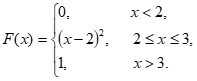 F(x) = { 0, x < 2,
(x − 2)², 2 ≤ x ≤ 3,
1, x > 3.